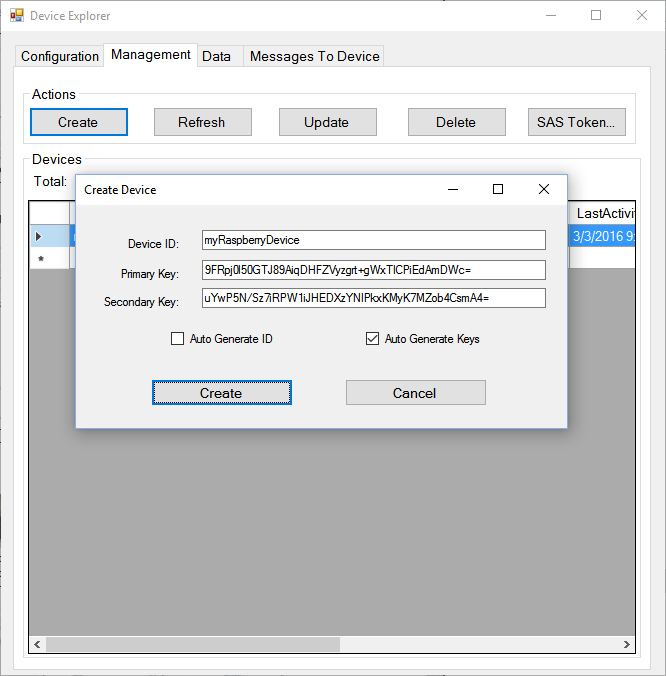 Device Explorer
Configuration Management Data Messages To Device
Actions
Create Refresh Update Delete SAS Token...
Devices
Total:
Create Device
LastActivit
3/3/2016 9:
Device ID: myRaspberryDevice
Primary Key: 9FRpj0I50GTJ89AiqDHFZVyzgrt+gWxTlCPiEdAmDWc=
Secondary Key: uYwP5N/Sz7iRPW1iJHEDXzYNIPkxKMyK7MZob4CsmA4=
Auto Generate ID Auto Generate Keys
Create Cancel